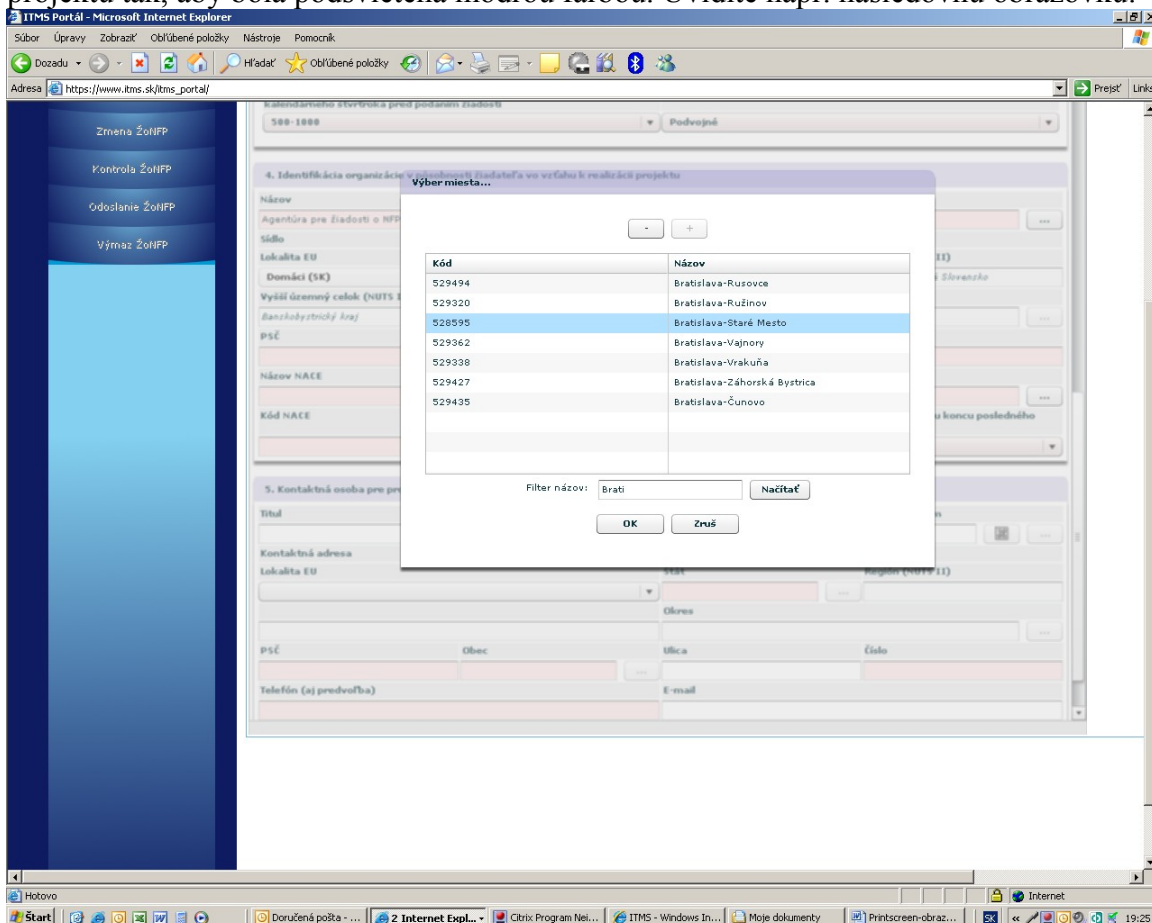 projektu tak, aby bola podsvietená modrou farbou. Uvidíte napr. nasledovnú obrazovku:
ITMS Portál - Microsoft Internet Explorer
Súbor Úpravy Zobraziť Obľúbené položky Nástroje Pomocník
Dozadu Hľadať Obľúbené položky
Adresa https://www.itms.sk/itms_portal/ Prejsť Links
Zmena ŽoNFP
Kontrola ŽoNFP
Odoslanie ŽoNFP
Výmaz ŽoNFP
kalendárneho štvrťroka pred podaním žiadosti
500-1000 Podvojné
4. Identifikácia organizácie v pôsobnosti žiadateľa vo vzťahu k realizácii projektu
Výber miesta...
Názov
Agentúra pre žiadosti o NFP ...
Sídlo
Lokalita EU II)
Domáci (SK) Slovensko
Vyšší územný celok (NUTS I
Banskobystrický kraj ...
PSČ
Názov NACE
...
Kód NACE u koncu posledného
- +
Kód Názov
529494 Bratislava-Rusovce
529320 Bratislava-Ružinov
528595 Bratislava-Staré Mesto
529362 Bratislava-Vajnory
529338 Bratislava-Vrakuňa
529427 Bratislava-Záhorská Bystrica
529435 Bratislava-Čunovo
Filter názov: Brati Načítať
OK Zruš
5. Kontaktná osoba pre pr
Titul
...
Kontaktná adresa
Lokalita EU Štát Región (NUTS II)
...
Okres
...
PSČ Obec Ulica Číslo
...
Telefón (aj predvoľba) E-mail
Hotovo Internet
Štart Doručená pošta - ... 2 Internet Expl... Citrix Program Nei... ITMS - Windows In... Moje dokumenty Printscreen-obraz... SK « 19:25